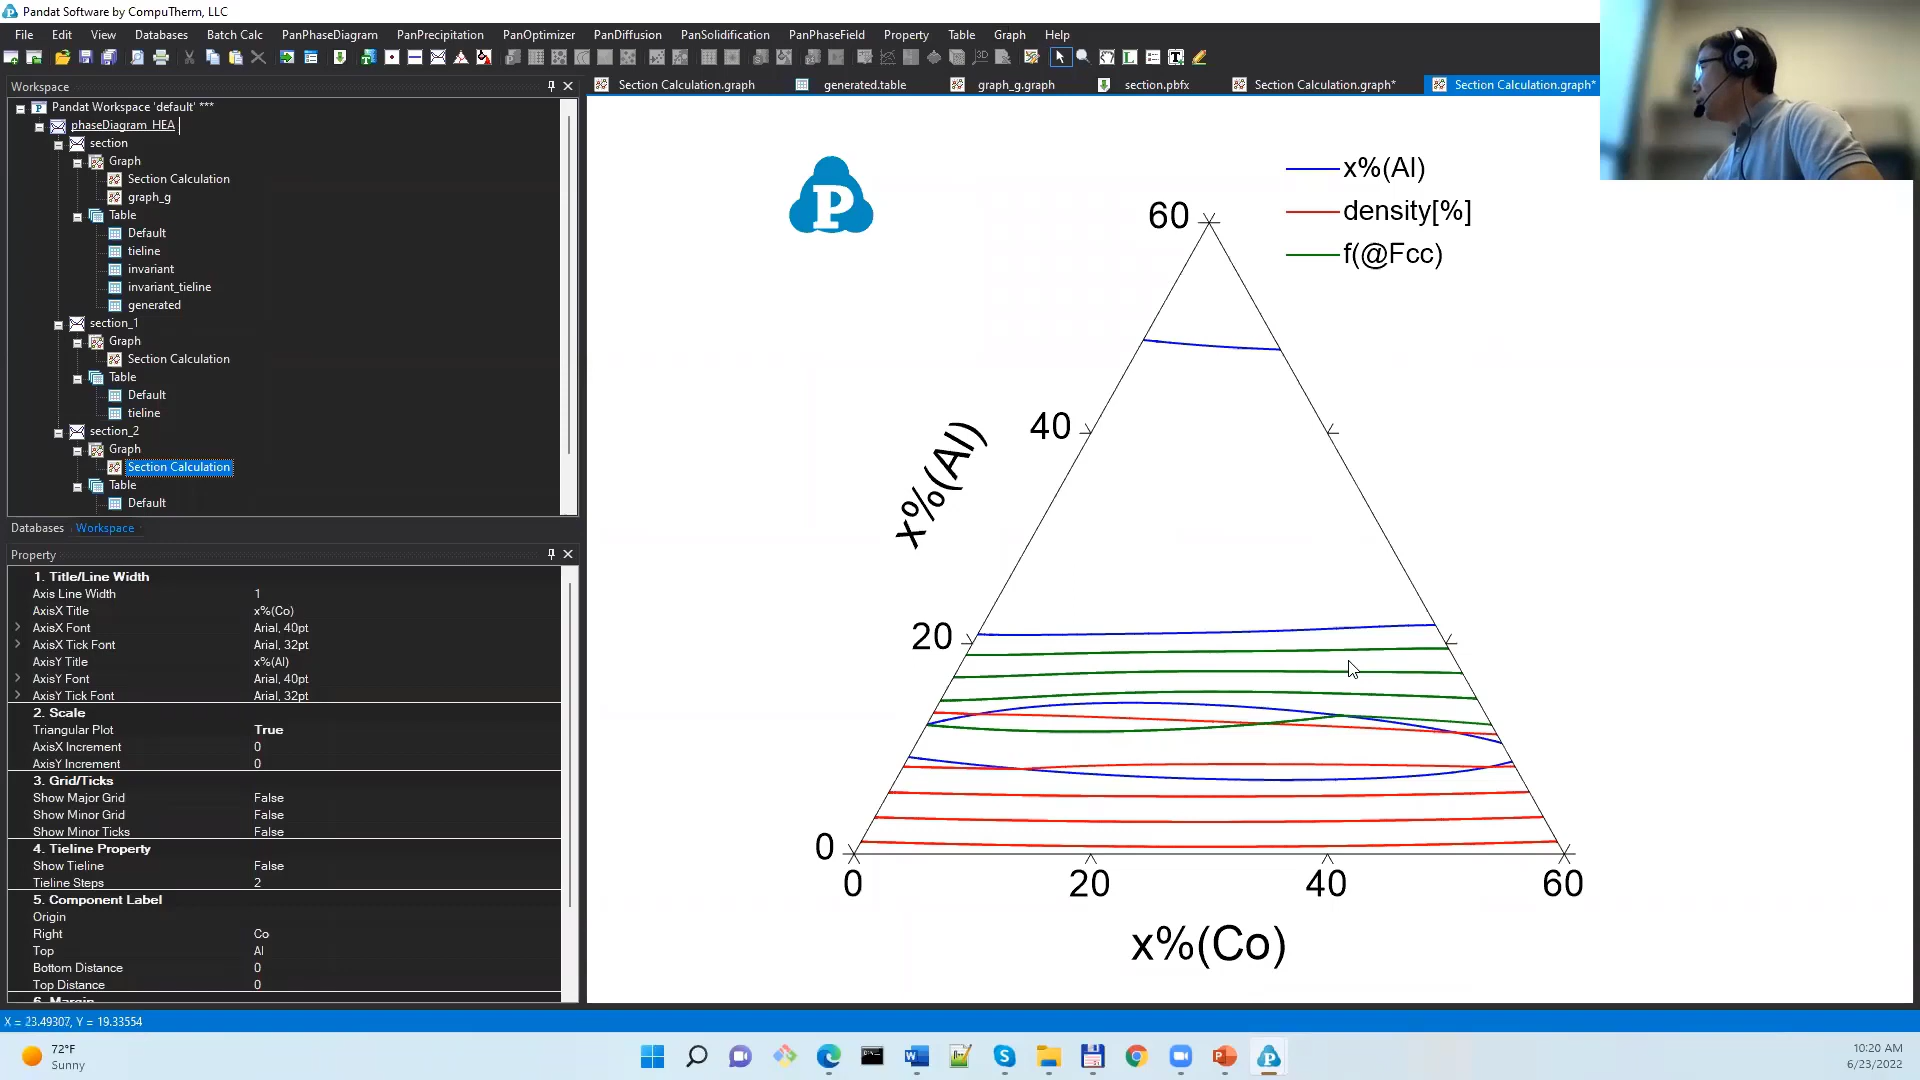 Pandat Software by CompuTherm, LLC
File Edit View Databases Batch Calc PanPhaseDiagram PanPrecipitation PanOptimizer PanDiffusion PanSolidification PanPhaseField Property Table Graph Help
Workspace
Section Calculation.graph generated.table graph_g.graph section.pbfx Section Calculation.graph* Section Calculation.graph*
Pandat Workspace 'default' ***
phaseDiagram_HEA
section
Graph
Section Calculation
graph_g
Table
Default
tieline
invariant
invariant_tieline
generated
section_1
Graph
Section Calculation
Table
Default
tieline
section_2
Graph
Section Calculation
Table
Default
Databases Workspace
Property
1. Title/Line Width
Axis Line Width 1
AxisX Title x%(Co)
AxisX Font Arial, 40pt
AxisX Tick Font Arial, 32pt
AxisY Title x%(Al)
AxisY Font Arial, 40pt
AxisY Tick Font Arial, 32pt
2. Scale
Triangular Plot True
AxisX Increment 0
AxisY Increment 0
3. Grid/Ticks
Show Major Grid False
Show Minor Grid False
Show Minor Ticks False
4. Tieline Property
Show Tieline False
Tieline Steps 2
5. Component Label
Origin
Right Co
Top Al
Bottom Distance 0
Top Distance 0
6. Margin
P
x%(Al)
density[%]
f(@Fcc)
60
40
20
0
x%(Al)
0 20 40 60
x%(Co)
X = 23.49307, Y = 19.33554
72°F
Sunny
10:20 AM
6/23/2022